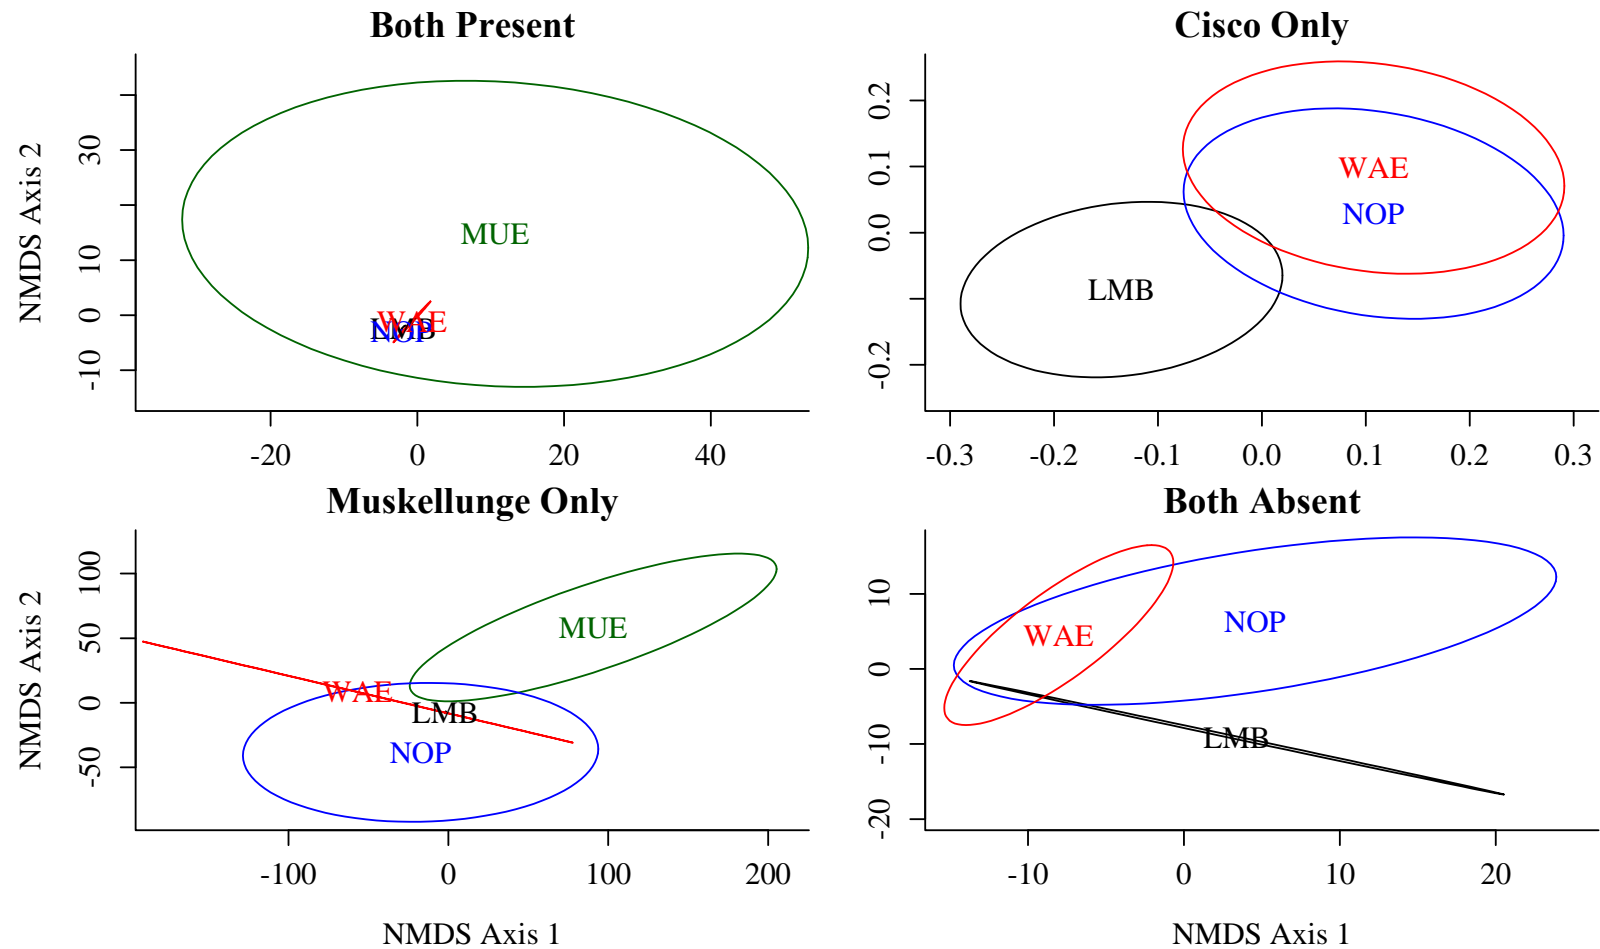 Both Present
NMDS Axis 2
30
10
0
-10
MUE
WAE
LMB
NOP
-20 0 20 40
Cisco Only
0.2
0.1
0.0
-0.2
WAE
NOP
LMB
-0.3 -0.2 -0.1 0.0 0.1 0.2 0.3
Muskellunge Only
NMDS Axis 2
100
50
0
-50
MUE
WAE
LMB
NOP
-100 0 100 200
NMDS Axis 1
Both Absent
10
0
-10
-20
NOP
WAE
LMB
-10 0 10 20
NMDS Axis 1